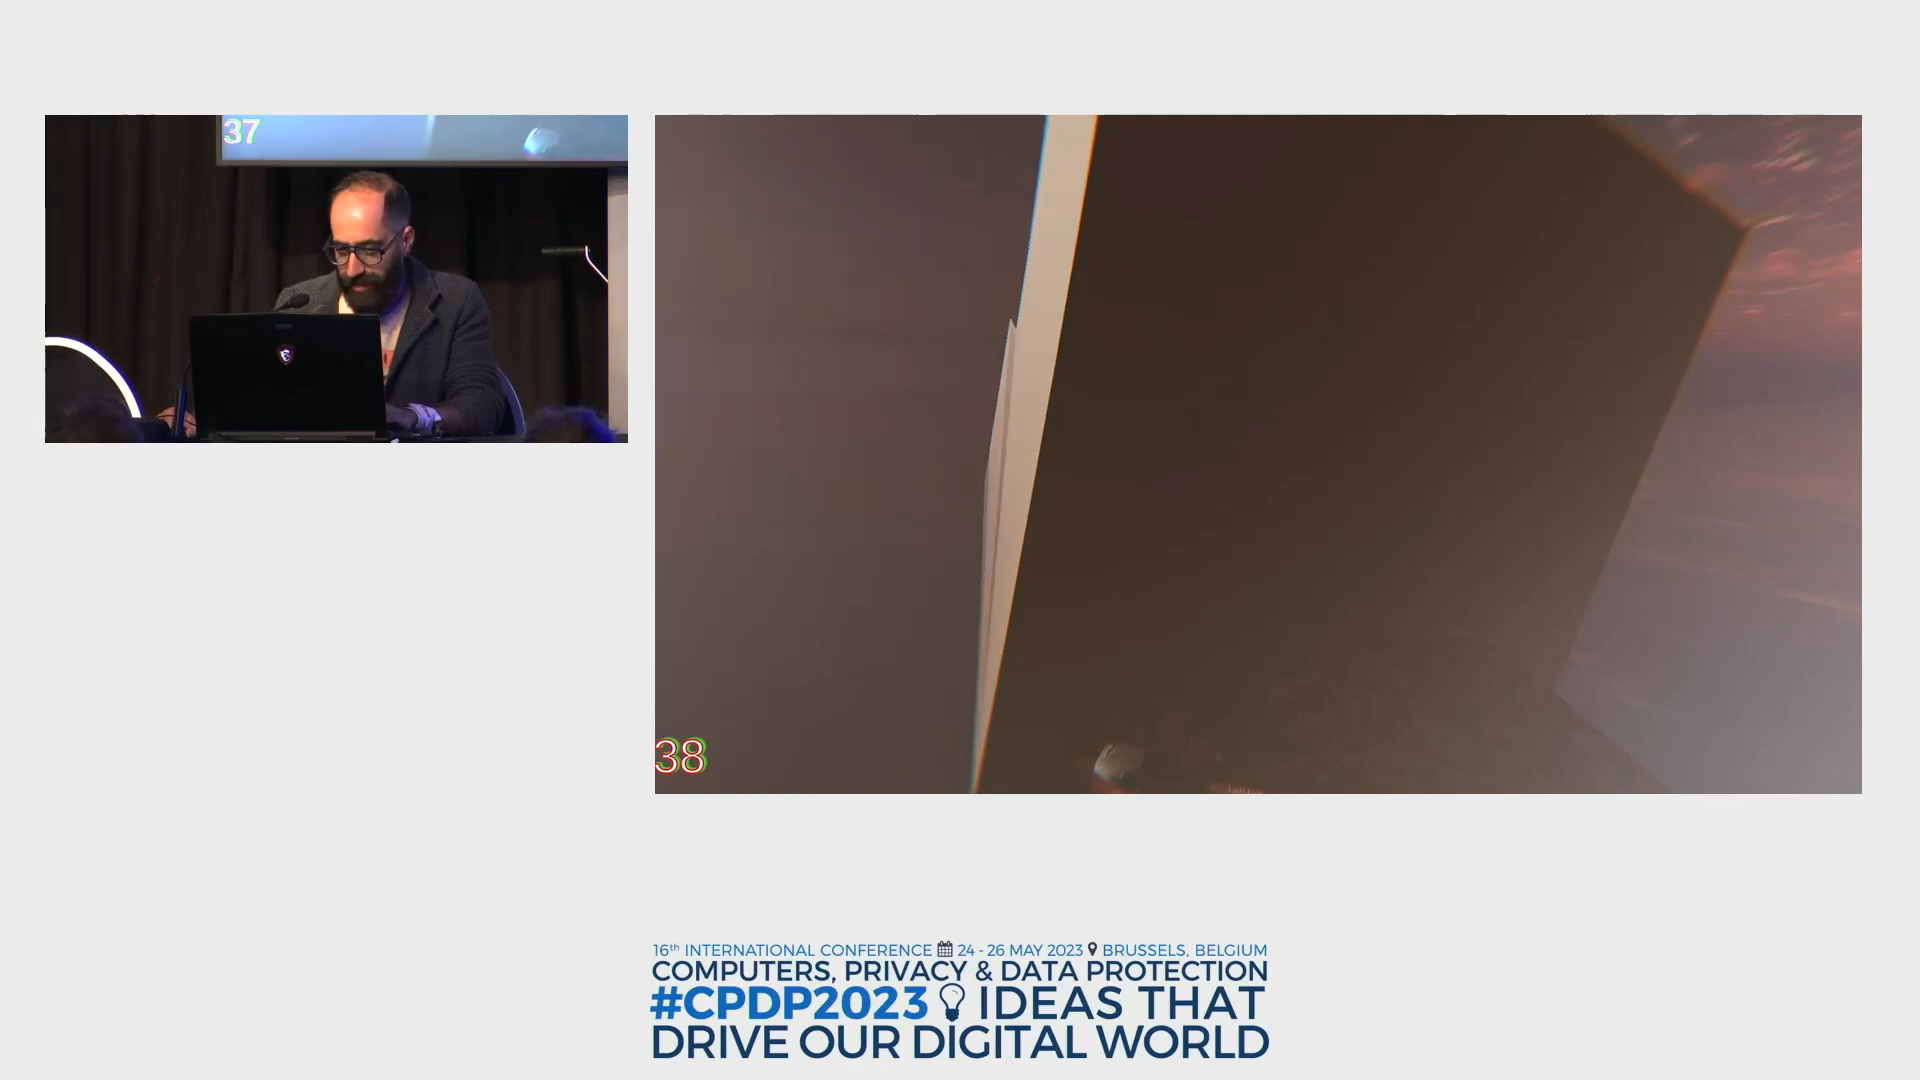 37
38
16th INTERNATIONAL CONFERENCE 24 - 26 MAY 2023 BRUSSELS, BELGIUM
COMPUTERS, PRIVACY & DATA PROTECTION
#CPDP2023 IDEAS THAT
DRIVE OUR DIGITAL WORLD